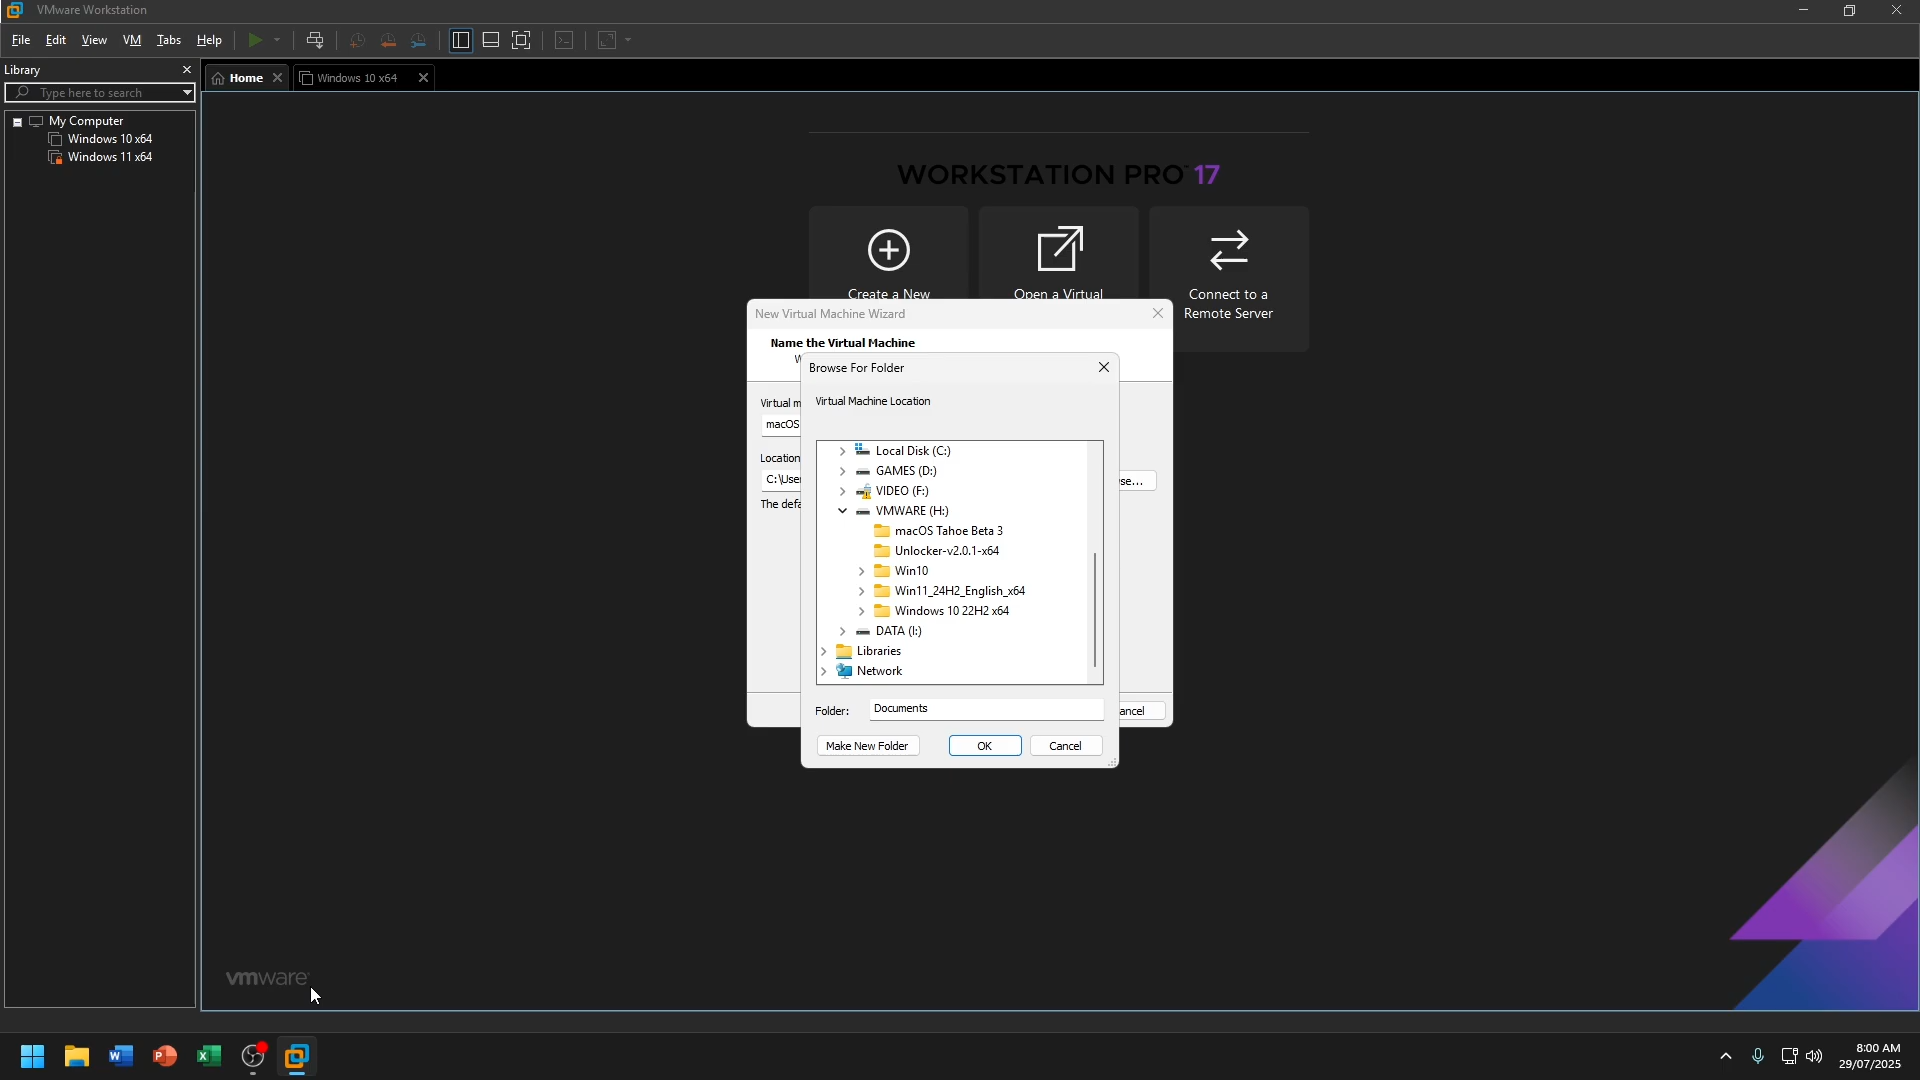 VMware Workstation
File Edit View VM Tabs Help
Library
Home
Windows 10 x64
Type here to search
My Computer
Windows 10 x64
Windows 11 x64
WORKSTATION PRO™ 17
Create a New
Open a Virtual
Connect to a
Remote Server
New Virtual Machine Wizard
Name the Virtual Machine
W
Browse For Folder
Virtual m
Virtual Machine Location
macOS
Location
C:\User
The defa
se...
Local Disk (C:)
GAMES (D:)
VIDEO (F:)
VMWARE (H:)
macOS Tahoe Beta 3
Unlocker-v2.0.1-x64
Win10
Win11_24H2_English_x64
Windows 10 22H2 x64
DATA (I:)
Libraries
Network
Folder: Documents
ancel
Make New Folder OK Cancel
vmware
8:00 AM
29/07/2025